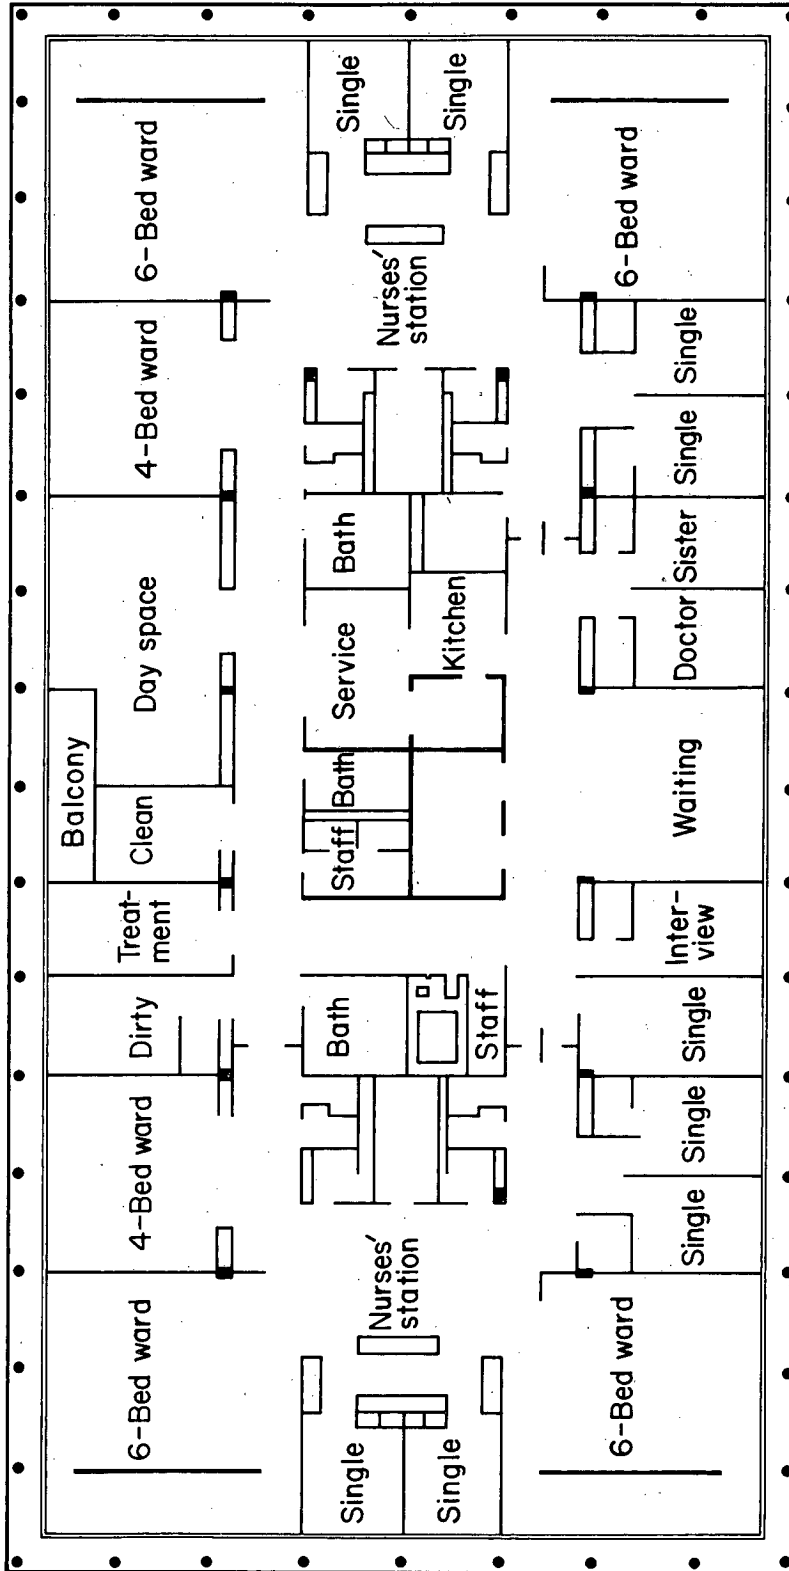 6-Bed ward
4-Bed ward
Dirty
Treat-
ment
Clean
Balcony
Day space
4-Bed ward
6-Bed ward
Single
Single
Nurses'
station
Bath
Staff
Staff
Bath
Service
Bath
Kitchen
Nurses'
station
Single
Single
6-Bed ward
Single
Single
Single
Inter-
view
Waiting
Doctor
Sister
Single
Single
6-Bed ward